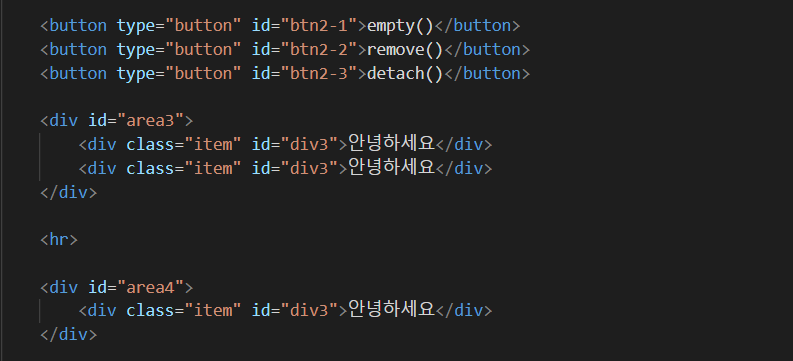 <button type="button" id="btn2-1">empty()</button>
<button type="button" id="btn2-2">remove()</button>
<button type="button" id="btn2-3">detach()</button>
<div id="area3">
<div class="item" id="div3">안녕하세요</div>
<div class="item" id="div3">안녕하세요</div>
</div>
<hr>
<div id="area4">
<div class="item" id="div3">안녕하세요</div>
</div>